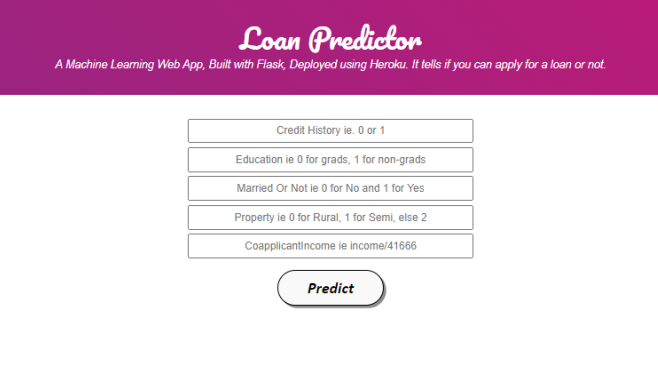 Loan Predictor
A Machine Learning Web App, Built with Flask, Deployed using Heroku. It tells if you can apply for a loan or not.
Credit History ie. 0 or 1
Education ie 0 for grads, 1 for non-grads
Married Or Not ie 0 for No and 1 for Yes
Property ie 0 for Rural, 1 for Semi, else 2
CoapplicantIncome ie income/41666
Predict